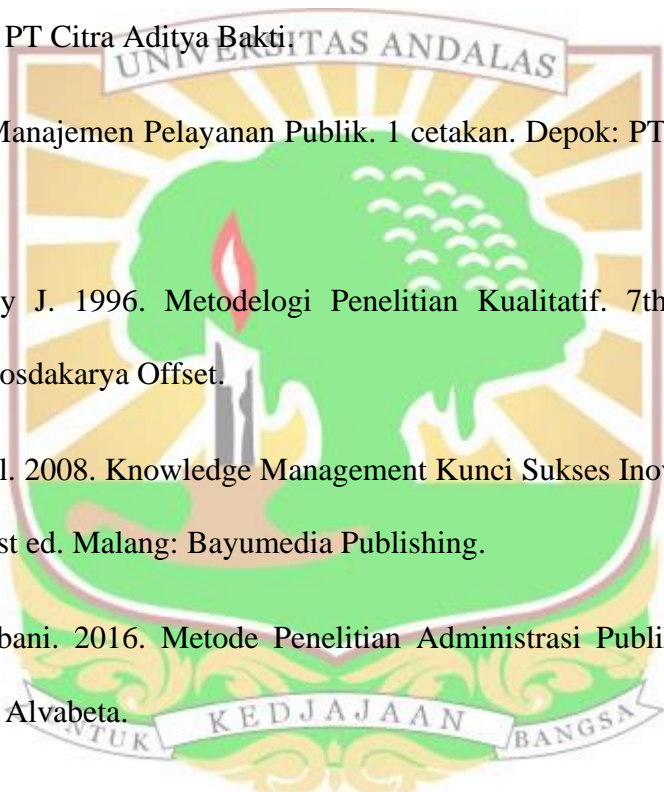 PT Citra Aditya Bakti.
UNIVERSITAS ANDALAS
Manajemen Pelayanan Publik. 1 cetakan. Depok: PT
y J. 1996. Metodelogi Penelitian Kualitatif. 7th
osdakarya Offset.
l. 2008. Knowledge Management Kunci Sukses Inov
st ed. Malang: Bayumedia Publishing.
bani. 2016. Metode Penelitian Administrasi Publi
Alvabeta.
UNTUK KEDJAJAAN BANGSA